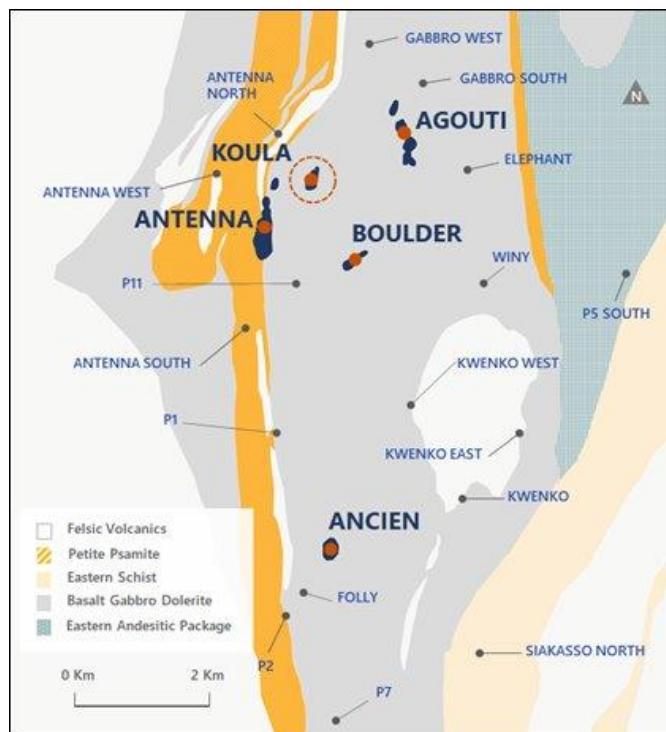 GABBRO WEST
ANTENNA
NORTH
GABBRO SOUTH
AGOUTI
N
KOULA
ELEPHANT
ANTENNA WEST
ANTENNA
BOULDER
P11
WINY
P5 SOUTH
ANTENNA SOUTH
KWENKO WEST
P1
KWENKO EAST
KWENKO
ANCIEN
Felsic Volcanics
Petite Psamite
Eastern Schist
Basalt Gabbro Dolerite
Eastern Andesitic Package
FOLLY
SIAKASSO NORTH
P2
0 Km
2 Km
P7